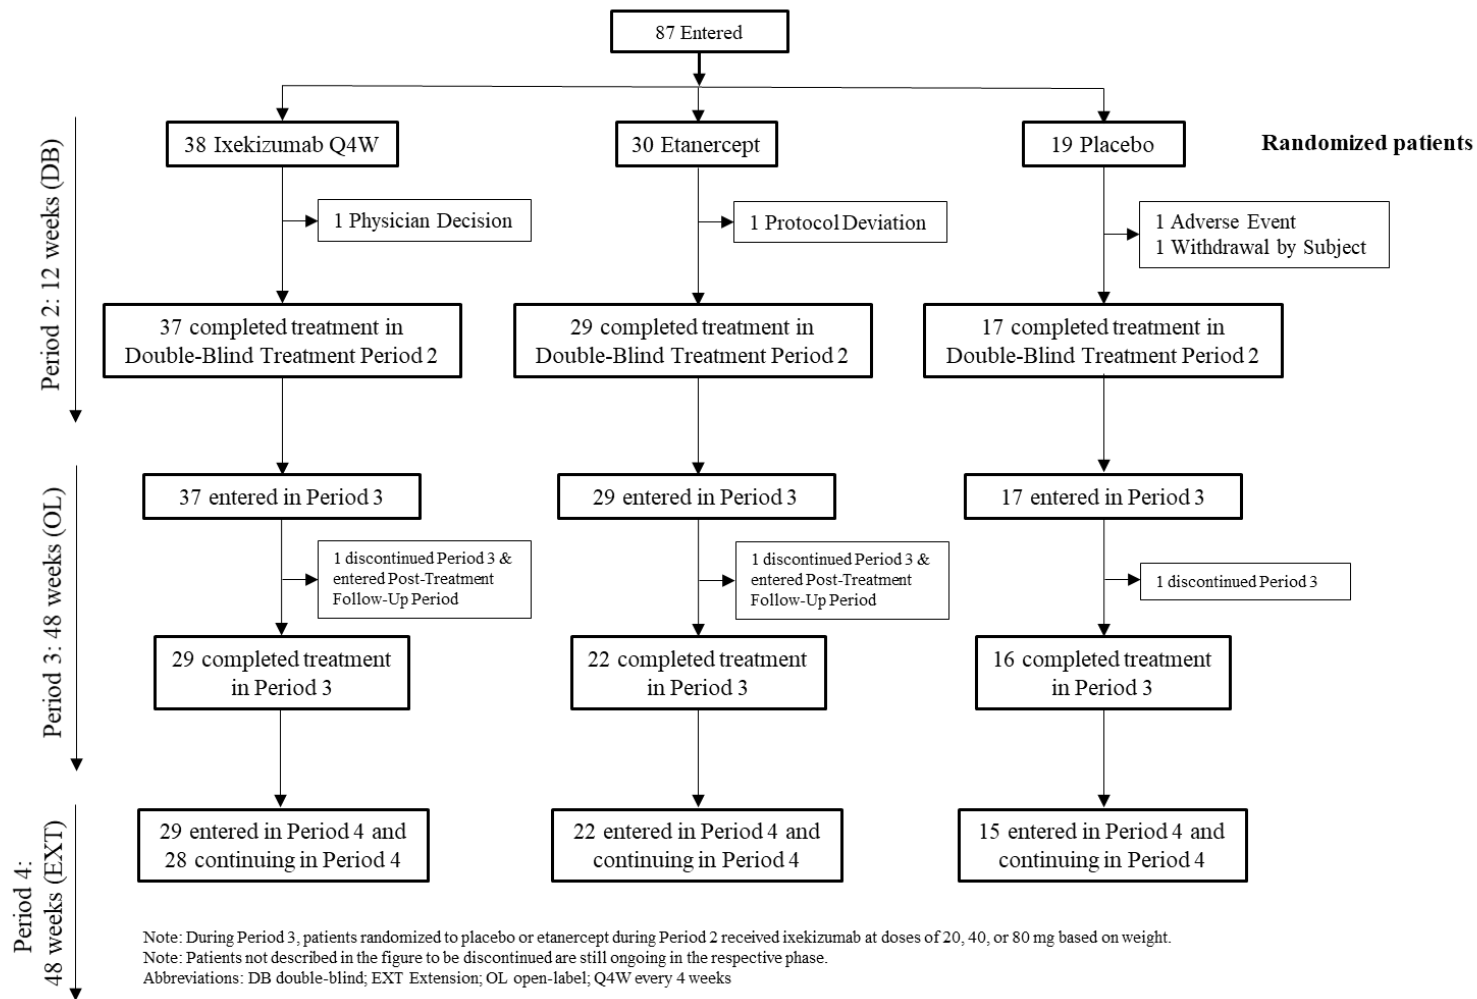 87 Entered
38 Ixekizumab Q4W
30 Etanercept
19 Placebo
Randomized patients
Period 2: 12 weeks (DB)
1 Physician Decision
1 Protocol Deviation
1 Adverse Event
1 Withdrawal by Subject
37 completed treatment in
Double-Blind Treatment Period 2
29 completed treatment in
Double-Blind Treatment Period 2
17 completed treatment in
Double-Blind Treatment Period 2
Period 3: 48 weeks (OL)
37 entered in Period 3
29 entered in Period 3
17 entered in Period 3
1 discontinued Period 3 &
entered Post-Treatment
Follow-Up Period
1 discontinued Period 3 &
entered Post-Treatment
Follow-Up Period
1 discontinued Period 3
29 completed treatment
in Period 3
22 completed treatment
in Period 3
16 completed treatment
in Period 3
Period 4:
48 weeks (EXT)
29 entered in Period 4 and
28 continuing in Period 4
22 entered in Period 4 and
continuing in Period 4
15 entered in Period 4 and
continuing in Period 4
Note: During Period 3, patients randomized to placebo or etanercept during Period 2 received ixekizumab at doses of 20, 40, or 80 mg based on weight.
Note: Patients not described in the figure to be discontinued are still ongoing in the respective phase.
Abbreviations: DB double-blind; EXT Extension; OL open-label; Q4W every 4 weeks